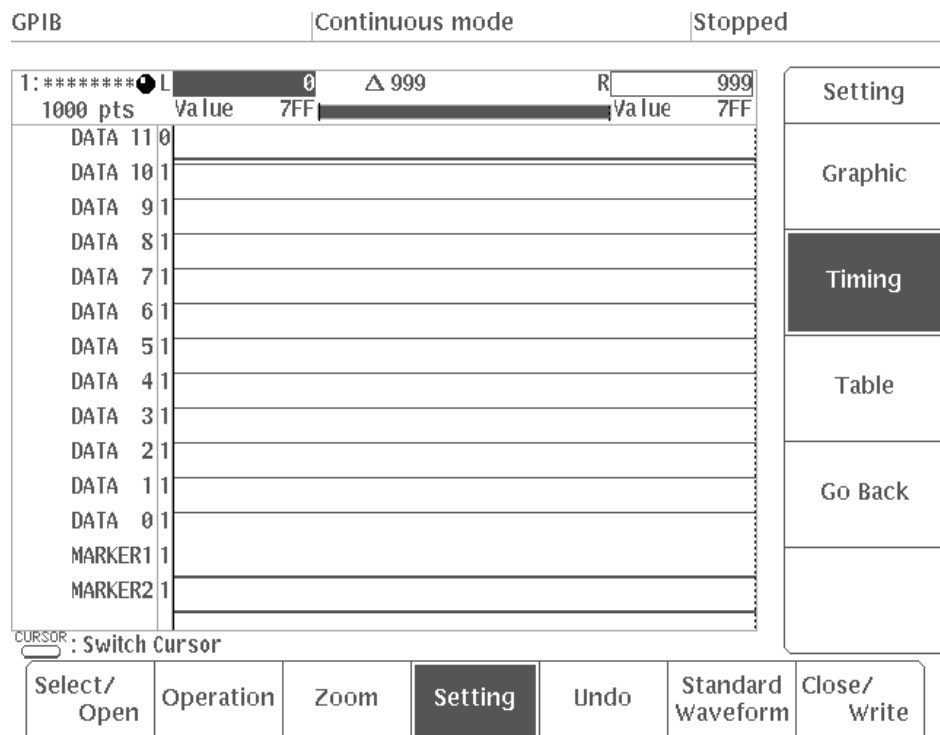 GPIB Continuous mode Stopped
1:******** L 0 Δ 999 R 999
1000 pts Value 7FF Value 7FF
DATA 11 0
DATA 10 1
DATA 9 1
DATA 8 1
DATA 7 1
DATA 6 1
DATA 5 1
DATA 4 1
DATA 3 1
DATA 2 1
DATA 1 1
DATA 0 1
MARKER1 1
MARKER2 1
CURSOR : Switch Cursor
Setting
Graphic
Timing
Table
Go Back
Select/
Open
Operation
Zoom
Setting
Undo
Standard
Waveform
Close/
Write